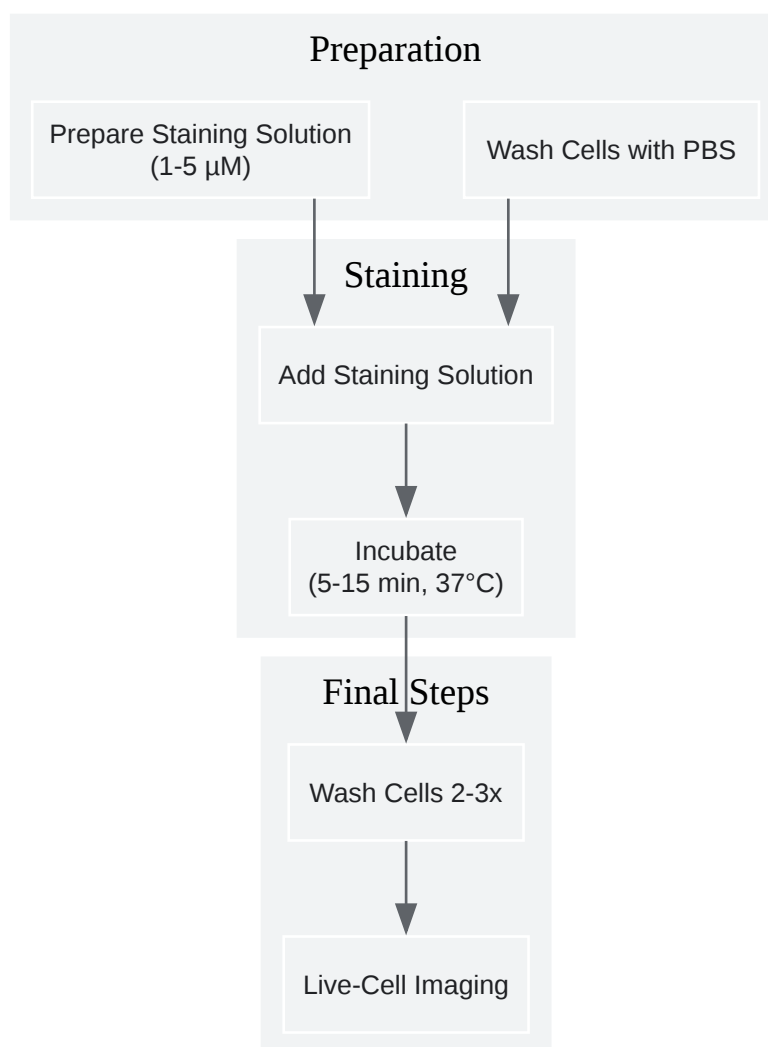 Preparation
Prepare Staining Solution
(1-5 µM)
Wash Cells with PBS
Staining
Add Staining Solution
Incubate
(5-15 min, 37°C)
Final Steps
Wash Cells 2-3x
Live-Cell Imaging